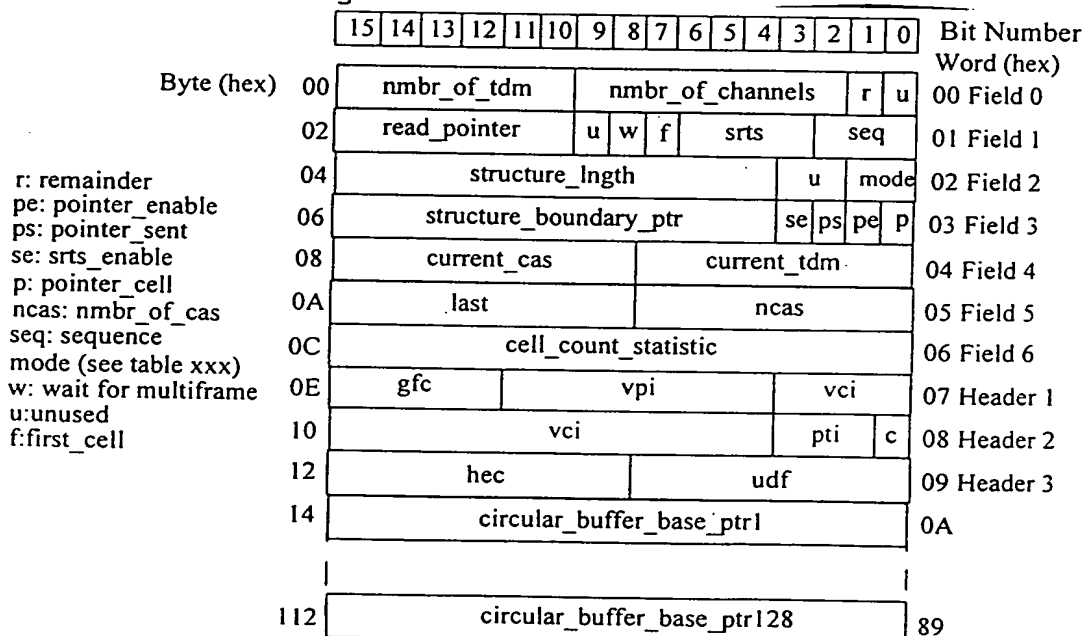 15 14 13 12 11 10 9 8 7 6 5 4 3 2 1 0 Bit Number
Word (hex)
Byte (hex) 00 nmbr_of_tdm nmbr_of_channels r u 00 Field 0
02 read_pointer u w f srts seq 01 Field 1
04 structure_lngth u mode 02 Field 2
06 structure_boundary_ptr se ps pe p 03 Field 3
08 current_cas current_tdm 04 Field 4
0A last ncas 05 Field 5
0C cell_count_statistic 06 Field 6
0E gfc vpi vci 07 Header 1
10 vci pti c 08 Header 2
12 hec udf 09 Header 3
14 circular_buffer_base_ptr1 0A
112 circular_buffer_base_ptr128 89
r: remainder
pe: pointer_enable
ps: pointer_sent
se: srts_enable
p: pointer_cell
ncas: nmbr_of_cas
seq: sequence
mode (see table xxx)
w: wait for multiframe
u:unused
f:first_cell